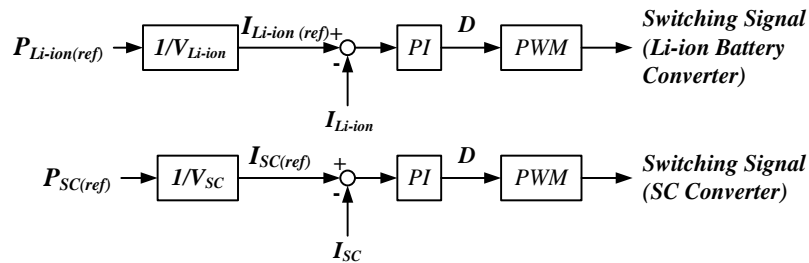 P_Li-ion(ref)
1/V_Li-ion
I_Li-ion (ref)
+
-
I_Li-ion
PI
D
PWM
Switching Signal
(Li-ion Battery
Converter)
P_SC(ref)
1/V_SC
I_SC(ref)
+
-
I_SC
PI
D
PWM
Switching Signal
(SC Converter)